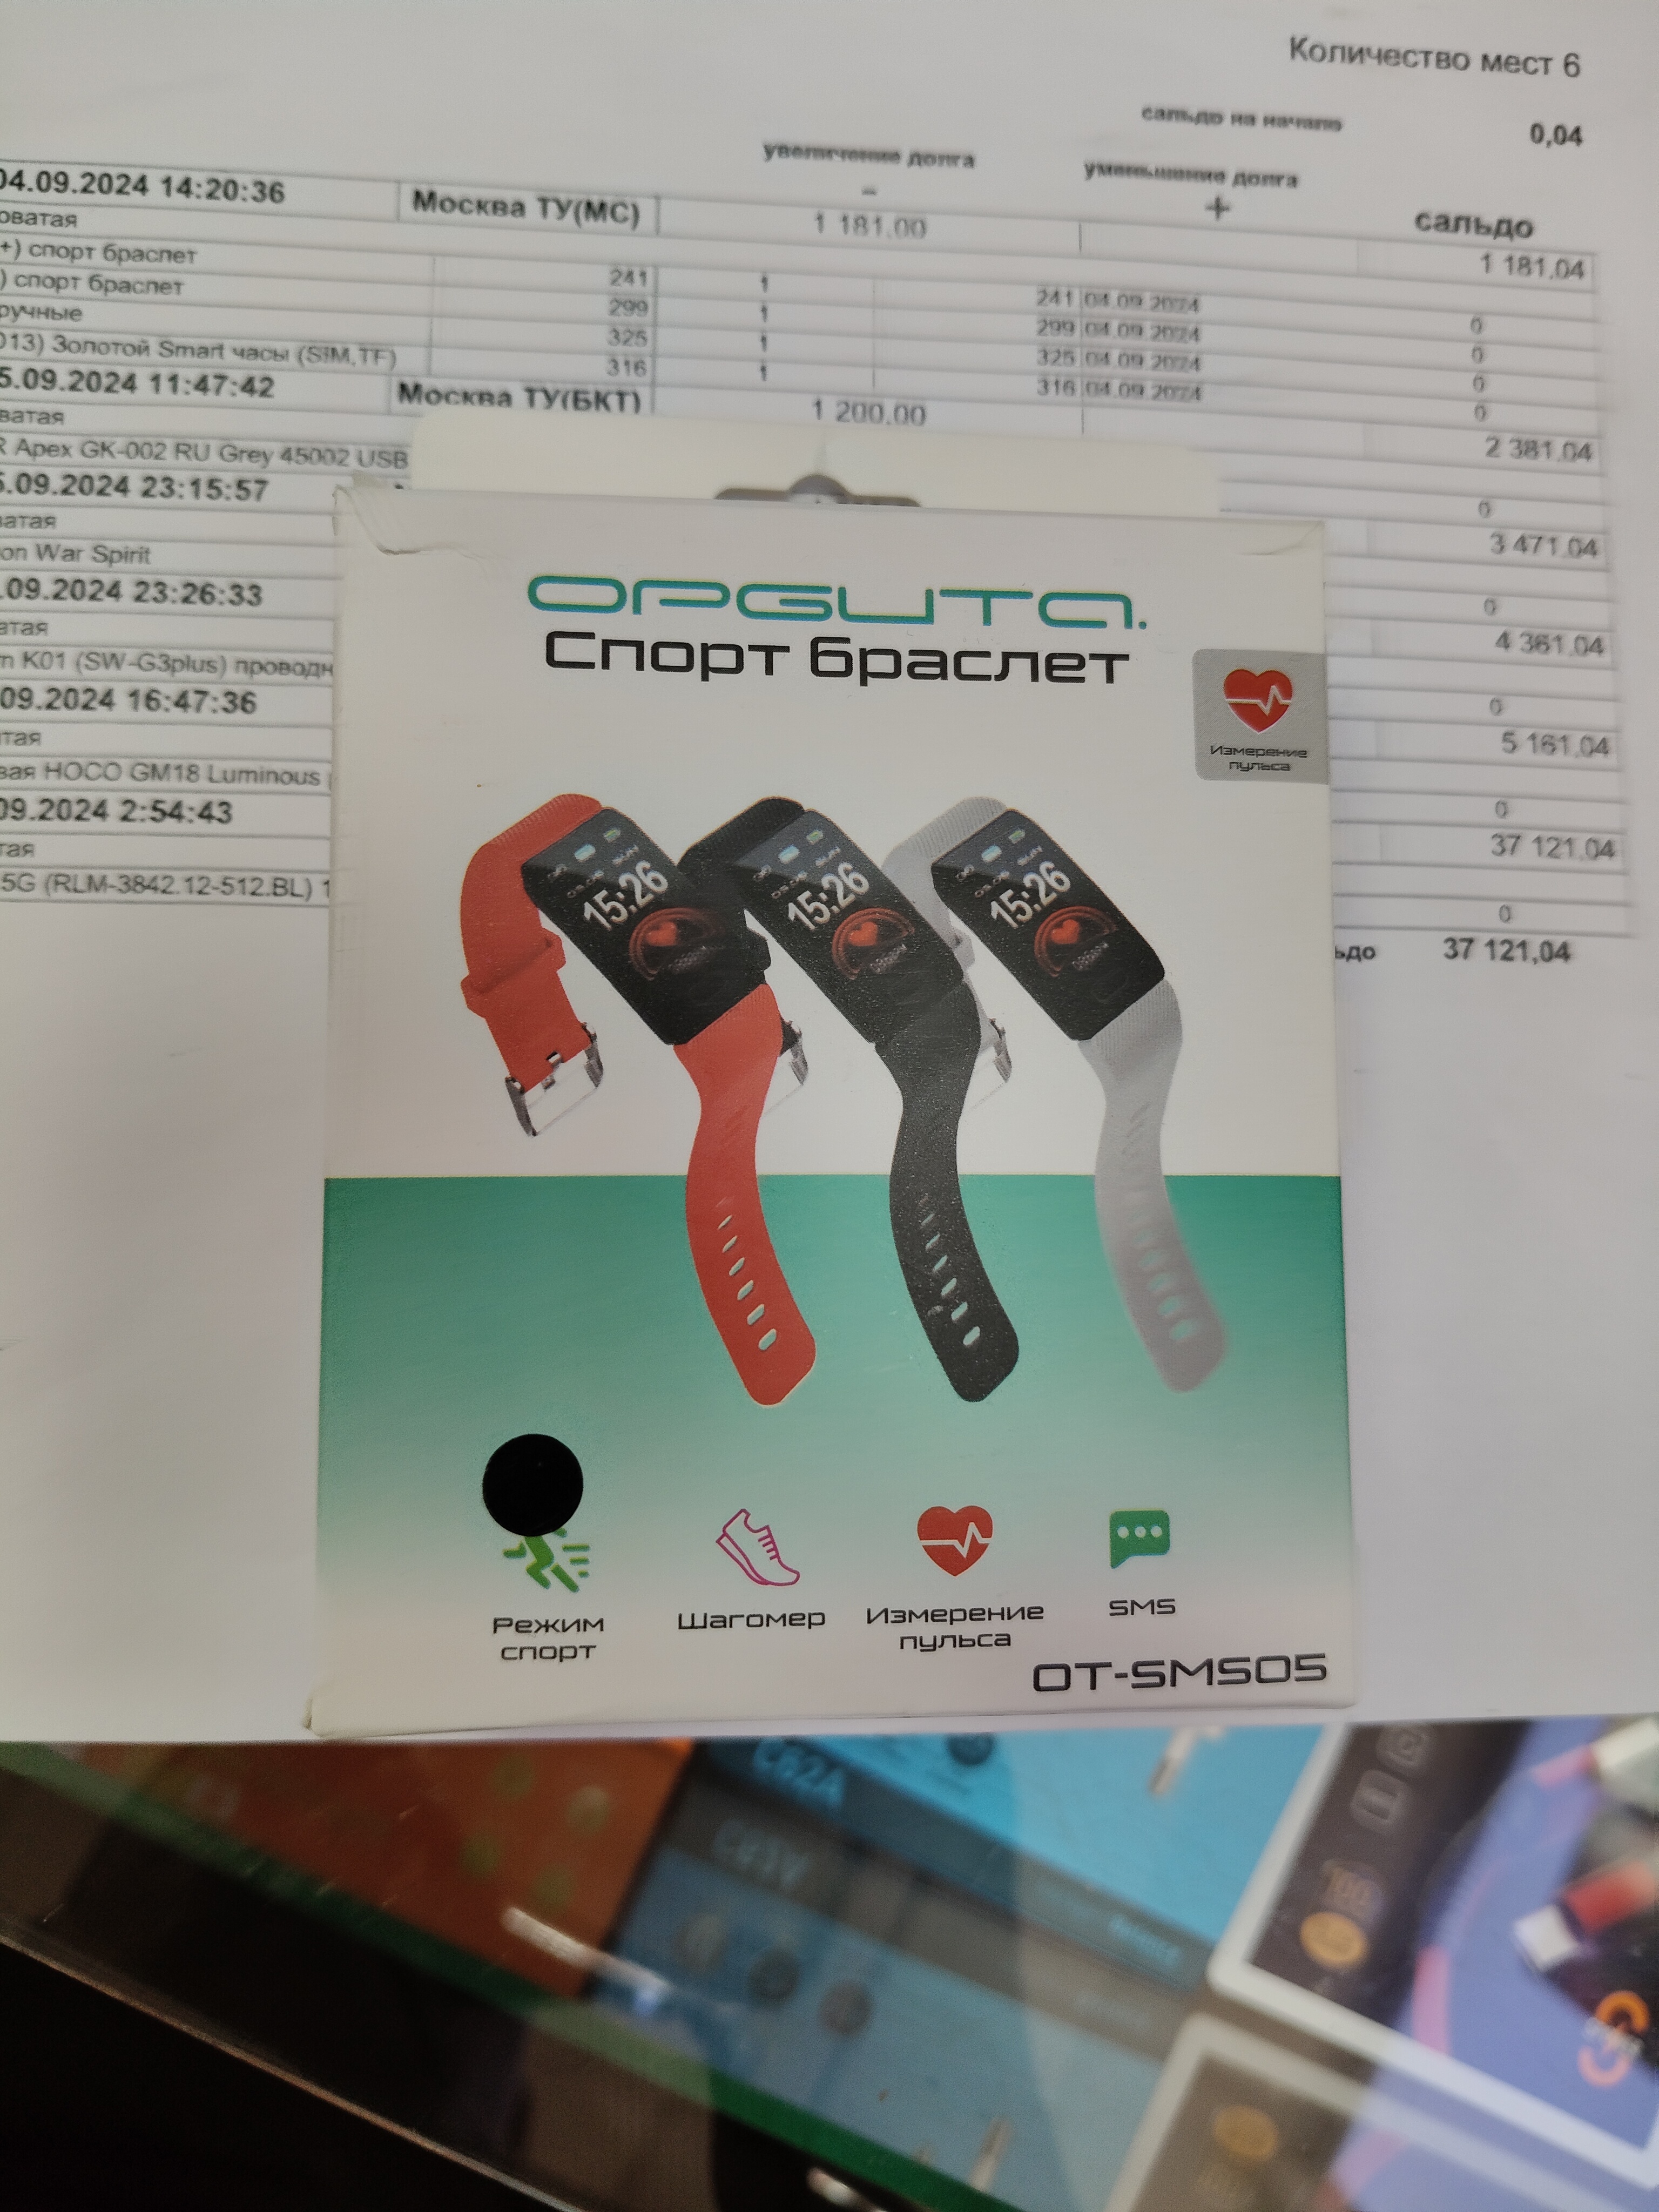 Количество мест 6
сальдо на начало 0,04
увеличение долга уменьшение долга
- +
сальдо
04.09.2024 14:20:36 Москва ТУ(МС) 1 181,00 1 181,04
оватая
+) спорт браслет 241 1 241 04.09.2024 0
) спорт браслет 299 1 299 04.09.2024 0
ручные 325 1 325 04.09.2024 0
013) Золотой Smart часы (SIM,TF) 316 1 316 04.09.2024 0
5.09.2024 11:47:42 Москва ТУ(БКТ) 1 200,00 2 381,04
ватая
R Apex GK-002 RU Grey 45002 USB 0
5.09.2024 23:15:57 3 471,04
ватая
on War Spirit 0
.09.2024 23:26:33 4 361,04
атая
m K01 (SW-G3plus) проводн 0
09.2024 16:47:36 5 161,04
тая
вая HOCO GM18 Luminous 0
09.2024 2:54:43 37 121,04
тая
5G (RLM-3842.12-512.BL) 1 0
ьдо 37 121,04
ОРБИТА.
Спорт браслет
Измерение
пульса
15:26
15:26
15:26
Режим
спорт
Шагомер
Измерение
пульса
SMS
OT-SMS05
C62A